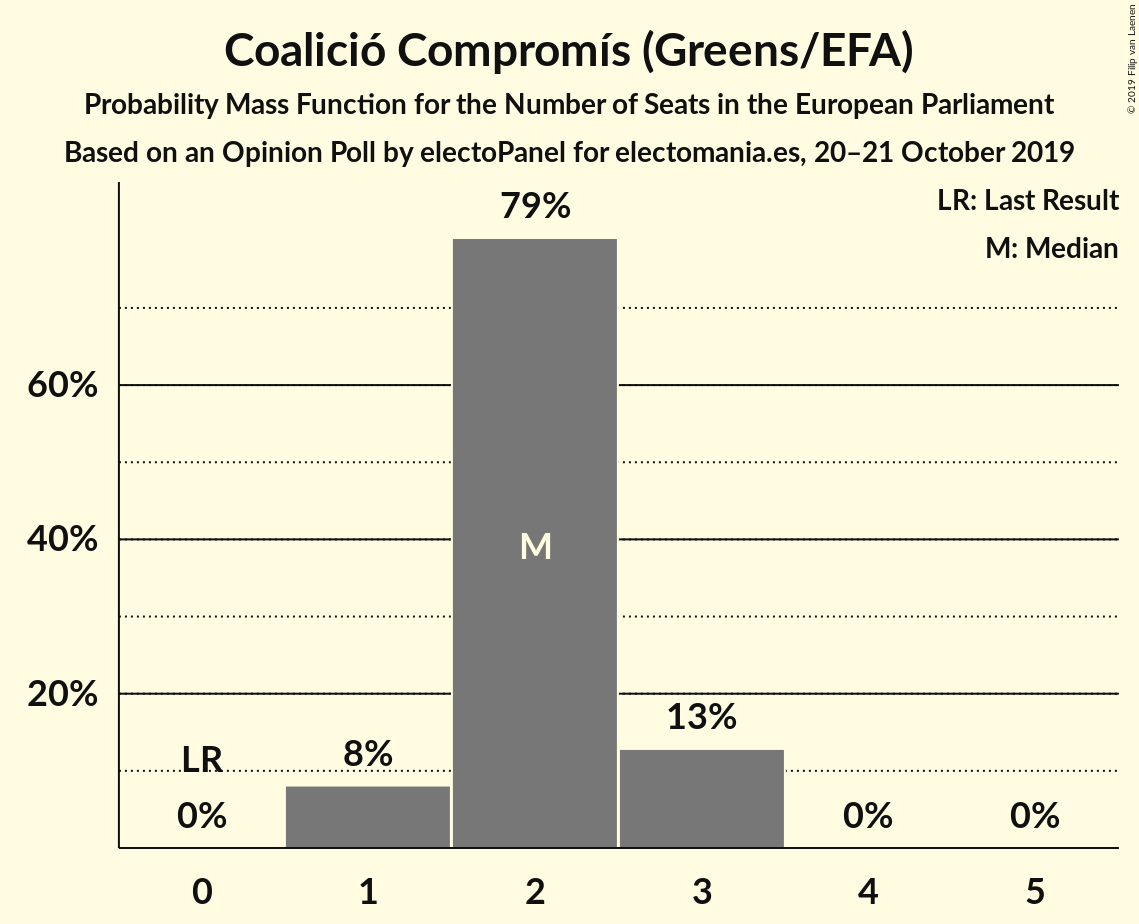 Coalició Compromís (Greens/EFA)
Probability Mass Function for the Number of Seats in the European Parliament
Based on an Opinion Poll by electoPanel for electomania.es, 20–21 October 2019
© 2019 Filip van Laenen
LR: Last Result
M: Median
79%
60%
40%
M
20%
13%
LR
8%
0%
0%
0%
0
1
2
3
4
5